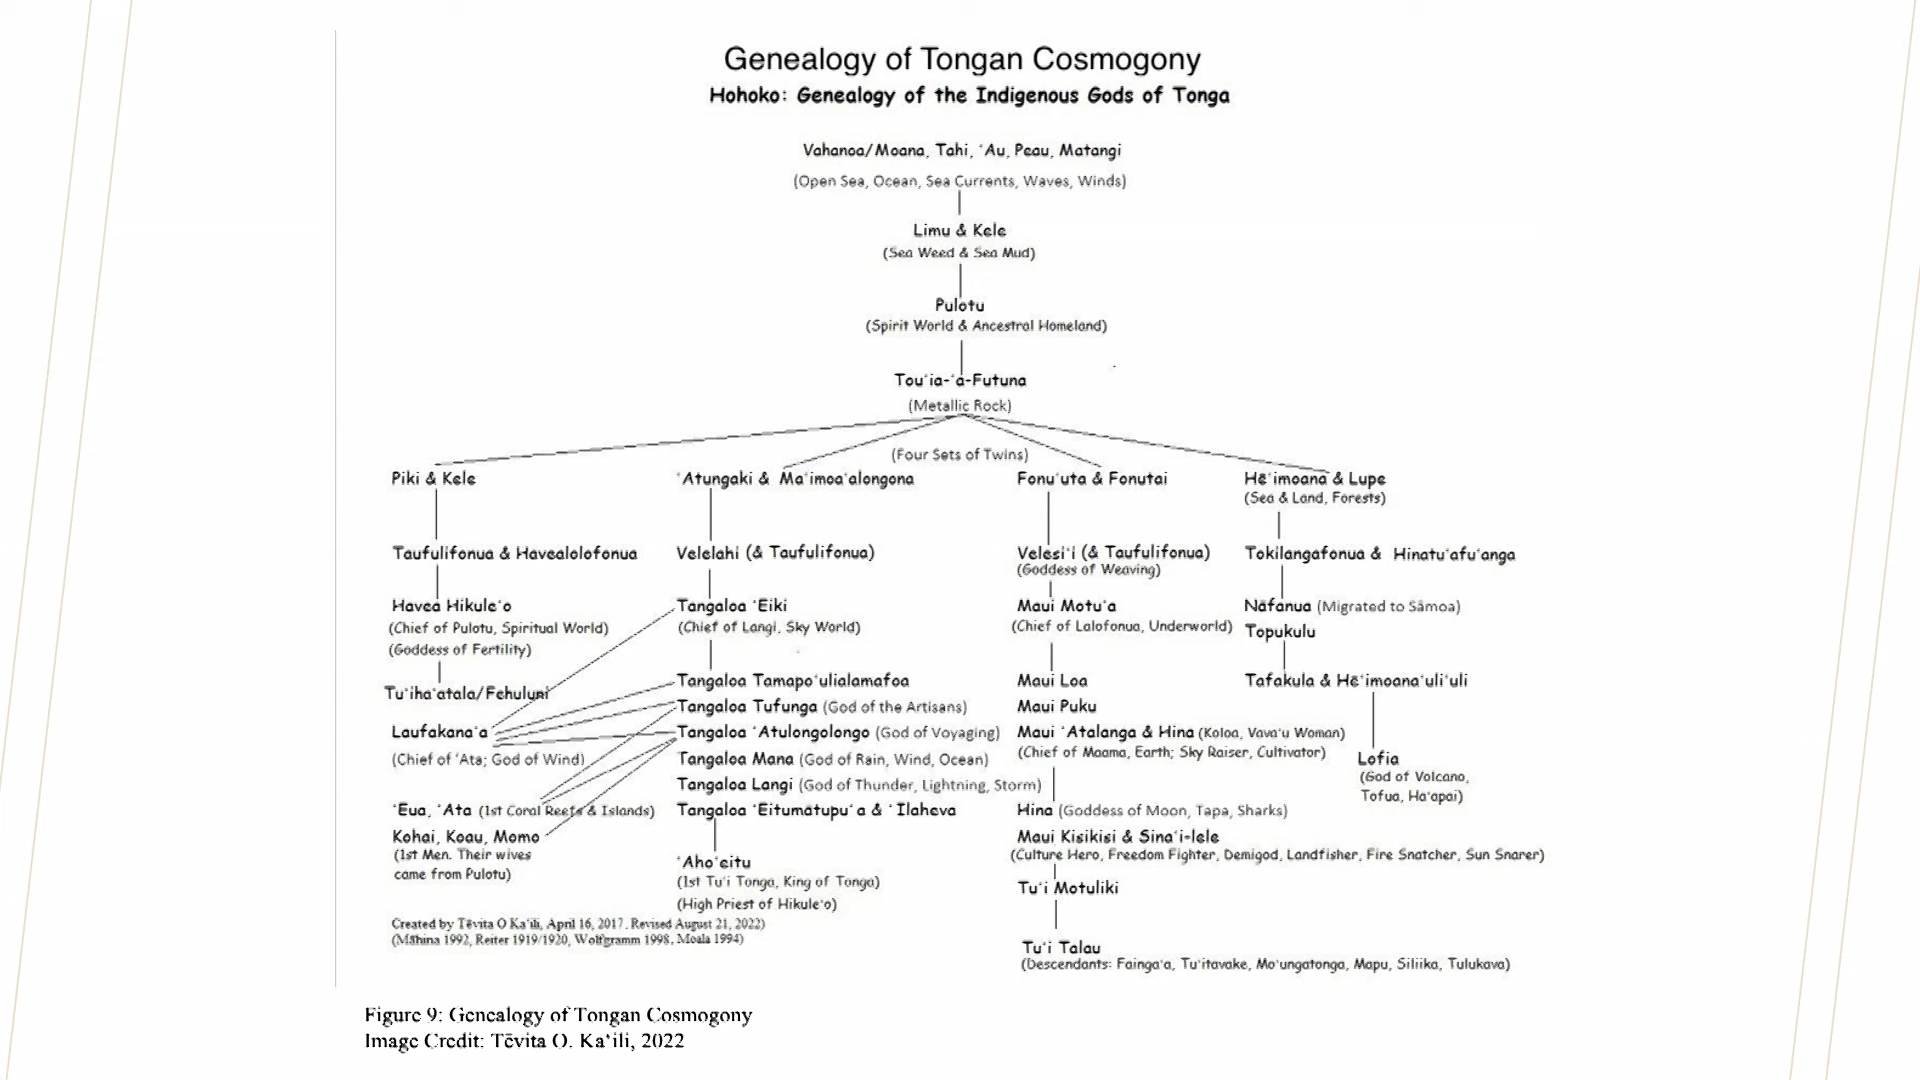 Genealogy of Tongan Cosmogony
Hohoko: Genealogy of the Indigenous Gods of Tonga
Vahanoa/Moana, Tahi, ʻAu, Peau, Matangi
(Open Sea, Ocean, Sea Currents, Waves, Winds)
Limu & Kele
(Sea Weed & Sea Mud)
Pulotu
(Spirit World & Ancestral Homeland)
Touʻia-ʻa-Futuna
(Metallic Rock)
(Four Sets of Twins)
Piki & Kele
ʻAtungaki & Maʻimoaʻalongona
Fonuʻuta & Fonutai
Hēʻimoana & Lupe
(Sea & Land, Forests)
Taufulifonua & Havealolofonua
Velelahi (& Taufulifonua)
Velesiʻi (& Taufulifonua)
(Goddess of Weaving)
Tokilangafonua & Hinatuʻafuʻanga
Havea Hikuleʻo
(Chief of Pulotu, Spiritual World)
(Goddess of Fertility)
Tangaloa ʻEiki
(Chief of Langi, Sky World)
Maui Motuʻa
(Chief of Lalofonua, Underworld)
Nāfanua (Migrated to Sāmoa)
Topukulu
Tuʻihaʻatala/Fehuluni
Laufakanaʻa
(Chief of ʻAta; God of Wind)
ʻEua, ʻAta (1st Coral Reefs & Islands)
Kohai, Koau, Momo
(1st Men. Their wives
came from Pulotu)
Tangaloa Tamapoʻulialamafoa
Tangaloa Tufunga (God of the Artisans)
Tangaloa ʻAtulongolongo (God of Voyaging)
Tangaloa Mana (God of Rain, Wind, Ocean)
Tangaloa Langi (God of Thunder, Lightning, Storm)
Tangaloa ʻEitumatupuʻa & ʻIlaheva
ʻAhoʻeitu
(1st Tuʻi Tonga, King of Tonga)
(High Priest of Hikuleʻo)
Maui Loa
Maui Puku
Maui ʻAtalanga & Hina (Koloa, Vavaʻu Woman)
(Chief of Maama, Earth; Sky Raiser, Cultivator)
Hina (Goddess of Moon, Tapa, Sharks)
Maui Kisikisi & Sinaʻi-lele
(Culture Hero, Freedom Fighter, Demigod, Landfisher, Fire Snatcher, Sun Snarer)
Tuʻi Motuliki
Tuʻi Talau
(Descendants: Faingaʻa, Tuʻitavake, Moʻungatonga, Mapu, Siliika, Tulukava)
Tafakula & Hēʻimoanaʻuliʻuli
Lofia
(God of Volcano,
Tofua, Haʻapai)
Created by Tēvita O Kaʻili, April 16, 2017. Revised August 21, 2022)
(Māhina 1992, Reiter 1919/1920, Wolfgramm 1998, Moala 1994)
Figure 9: Genealogy of Tongan Cosmogony
Image Credit: Tēvita O. Kaʻili, 2022